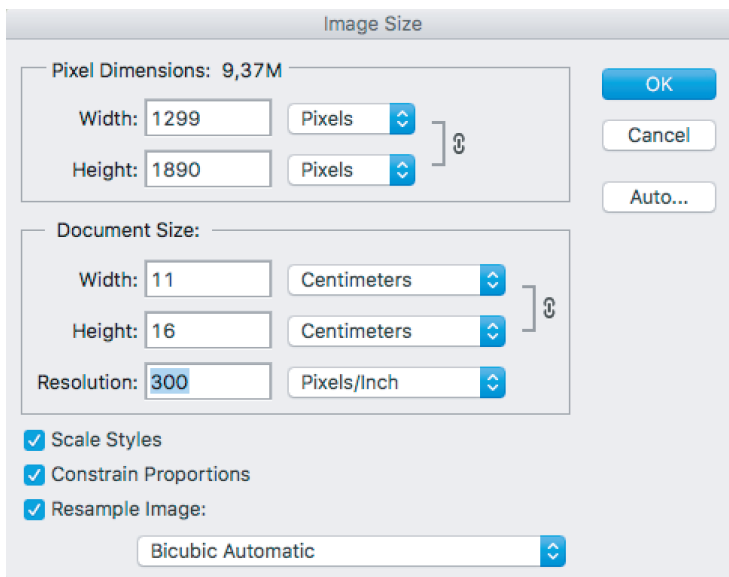 Image Size
Pixel Dimensions: 9,37M
Width: 1299 Pixels
Height: 1890 Pixels
OK
Cancel
Auto...
Document Size:
Width: 11 Centimeters
Height: 16 Centimeters
Resolution: 300 Pixels/Inch
Scale Styles
Constrain Proportions
Resample Image:
Bicubic Automatic